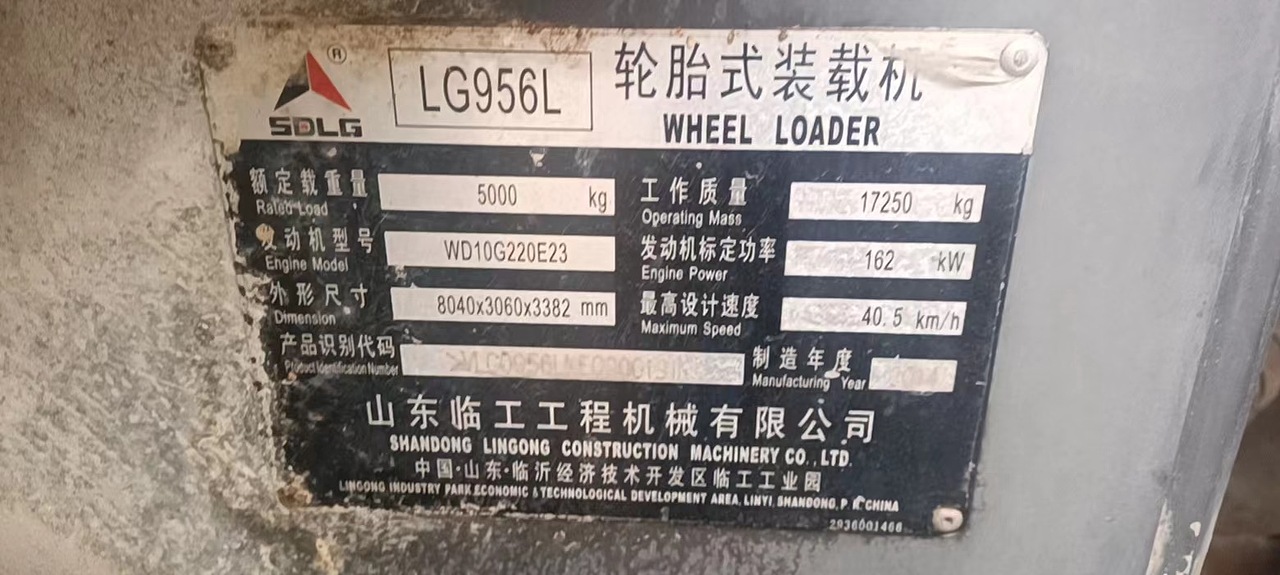 SDLG ®
LG956L
轮胎式装载机
WHEEL LOADER
额定载重量 5000 kg
Rated Load
工作质量 17250 kg
Operating Mass
发动机型号 WD10G220E23
Engine Model
发动机标定功率 162 kW
Engine Power
外形尺寸 8040x3060x3382 mm
Dimension
最高设计速度 40.5 km/h
Maximum Speed
产品识别代码
Product Identification Number
制造年度
Manufacturing Year
山东临工工程机械有限公司
SHANDONG LINGONG CONSTRUCTION MACHINERY CO.,LTD.
中国·山东·临沂经济技术开发区临工工业园
LINGONG INDUSTRY PARK,ECONOMIC & TECHNOLOGICAL DEVELOPMENT AREA, LINYI, SHANDONG, P. R. CHINA
2936001466